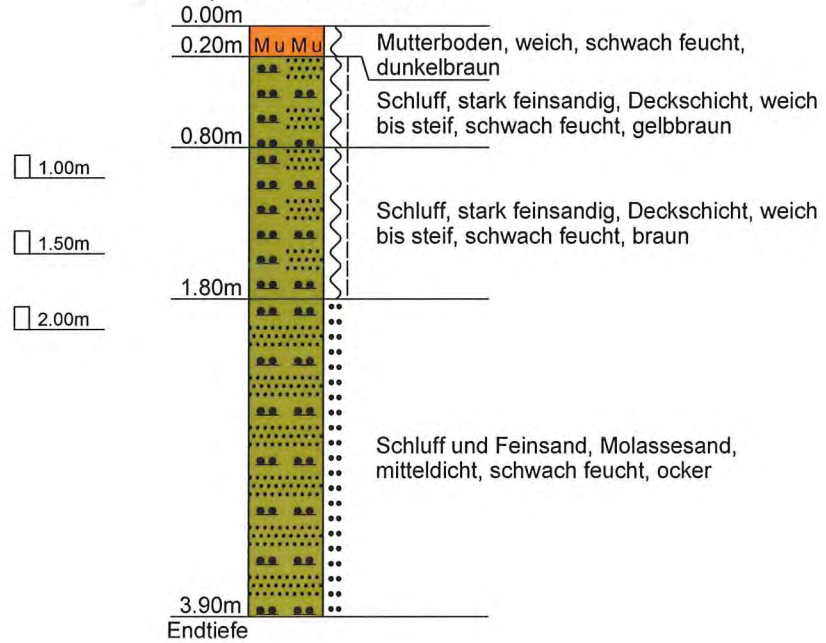 0.00m
0.20m
Mu Mu
Mutterboden, weich, schwach feucht,
dunkelbraun
Schluff, stark feinsandig, Deckschicht, weich
bis steif, schwach feucht, gelbbraun
0.80m
1.00m
Schluff, stark feinsandig, Deckschicht, weich
bis steif, schwach feucht, braun
1.50m
1.80m
2.00m
Schluff und Feinsand, Molassesand,
mitteldicht, schwach feucht, ocker
3.90m
Endtiefe